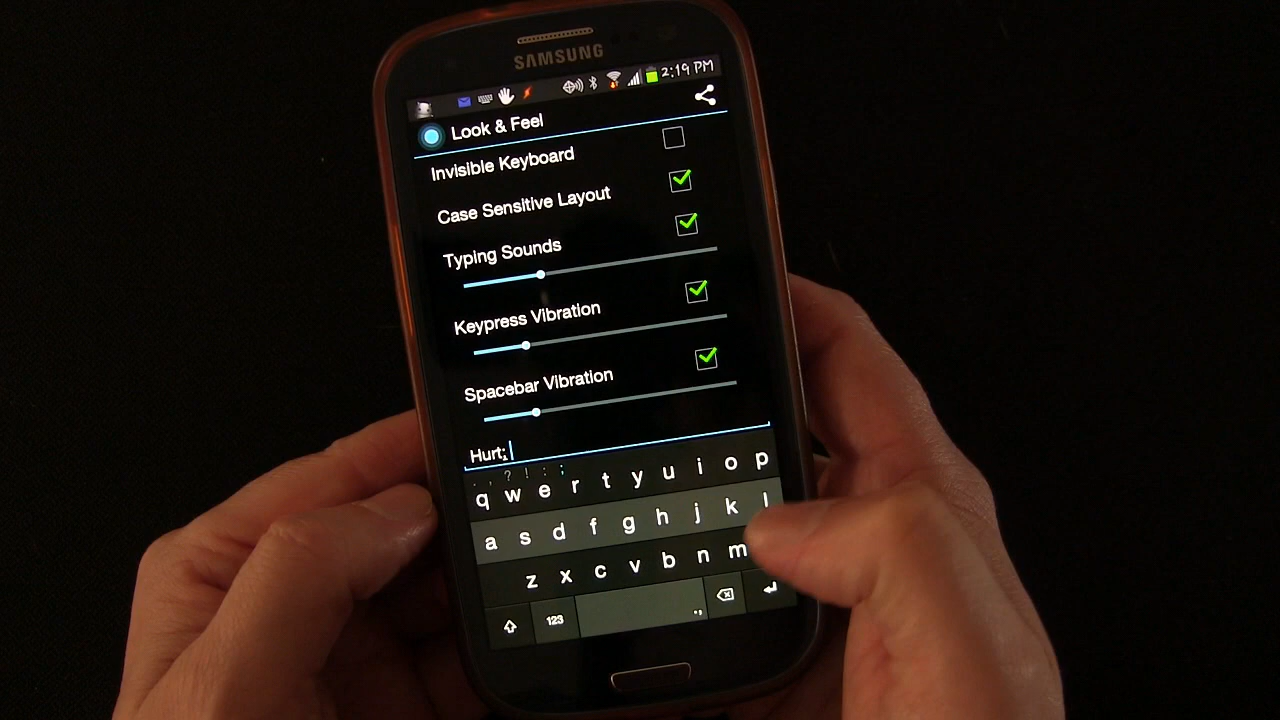 SAMSUNG
2:19 PM
Look & Feel
Invisible Keyboard
Case Sensitive Layout
Typing Sounds
Keypress Vibration
Spacebar Vibration
Hurt;
. , ? ! : ;
q w e r t y u i o p
a s d f g h j k l
z x c v b n m
123 .,